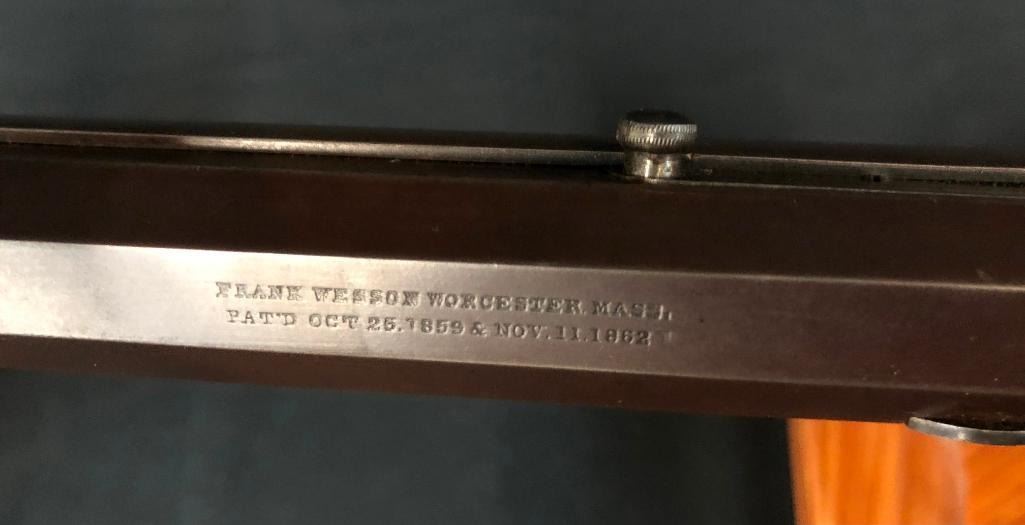 FRANK WESSON WORCESTER MASS.
PAT'D OCT 25.1859 & NOV.11.1862